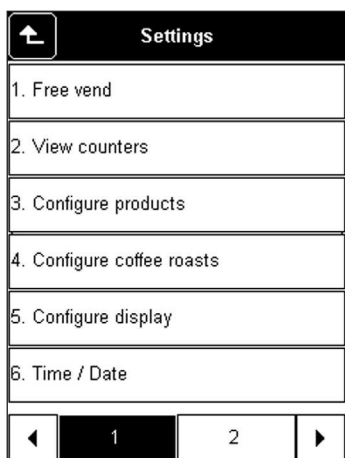 Settings
1. Free vend
2. View counters
3. Configure products
4. Configure coffee roasts
5. Configure display
6. Time / Date
1 2